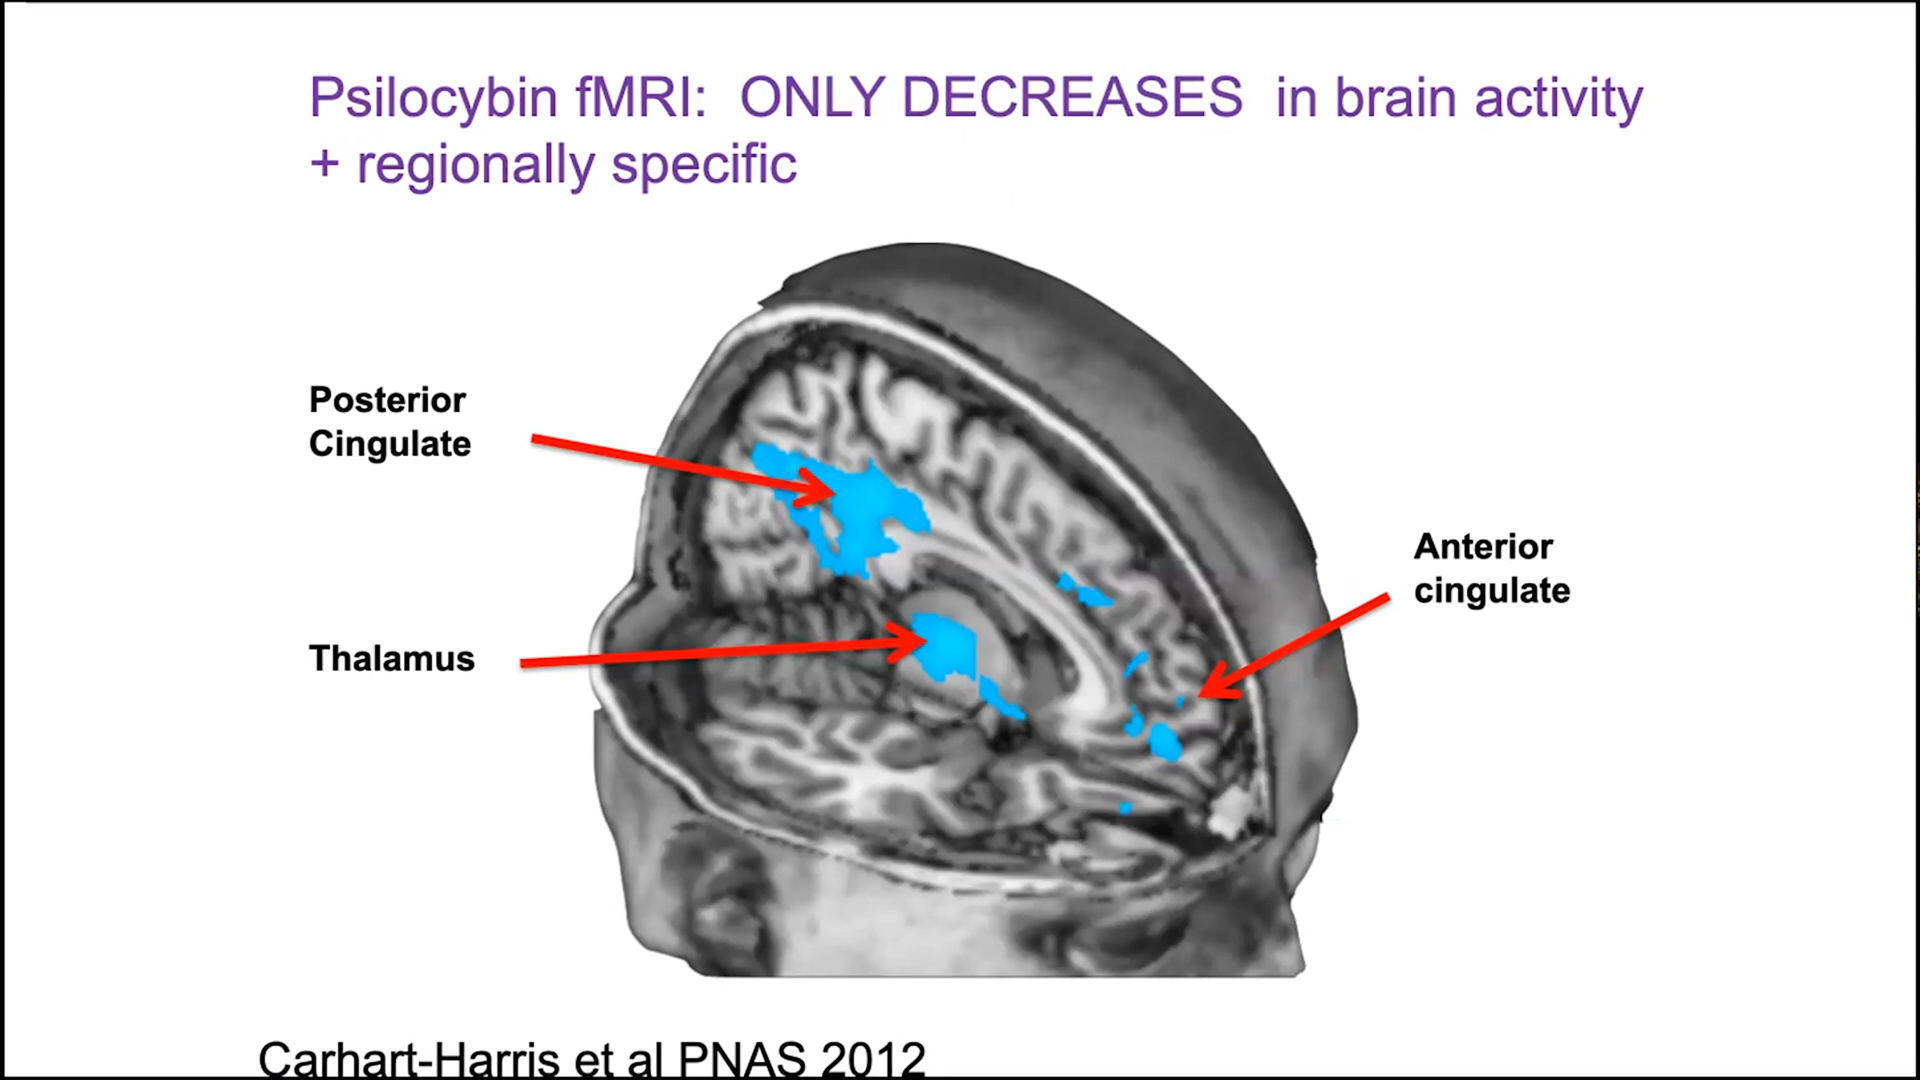 Psilocybin fMRI: ONLY DECREASES in brain activity
+ regionally specific
Posterior
Cingulate
Thalamus
Anterior
cingulate
Carhart-Harris et al PNAS 2012